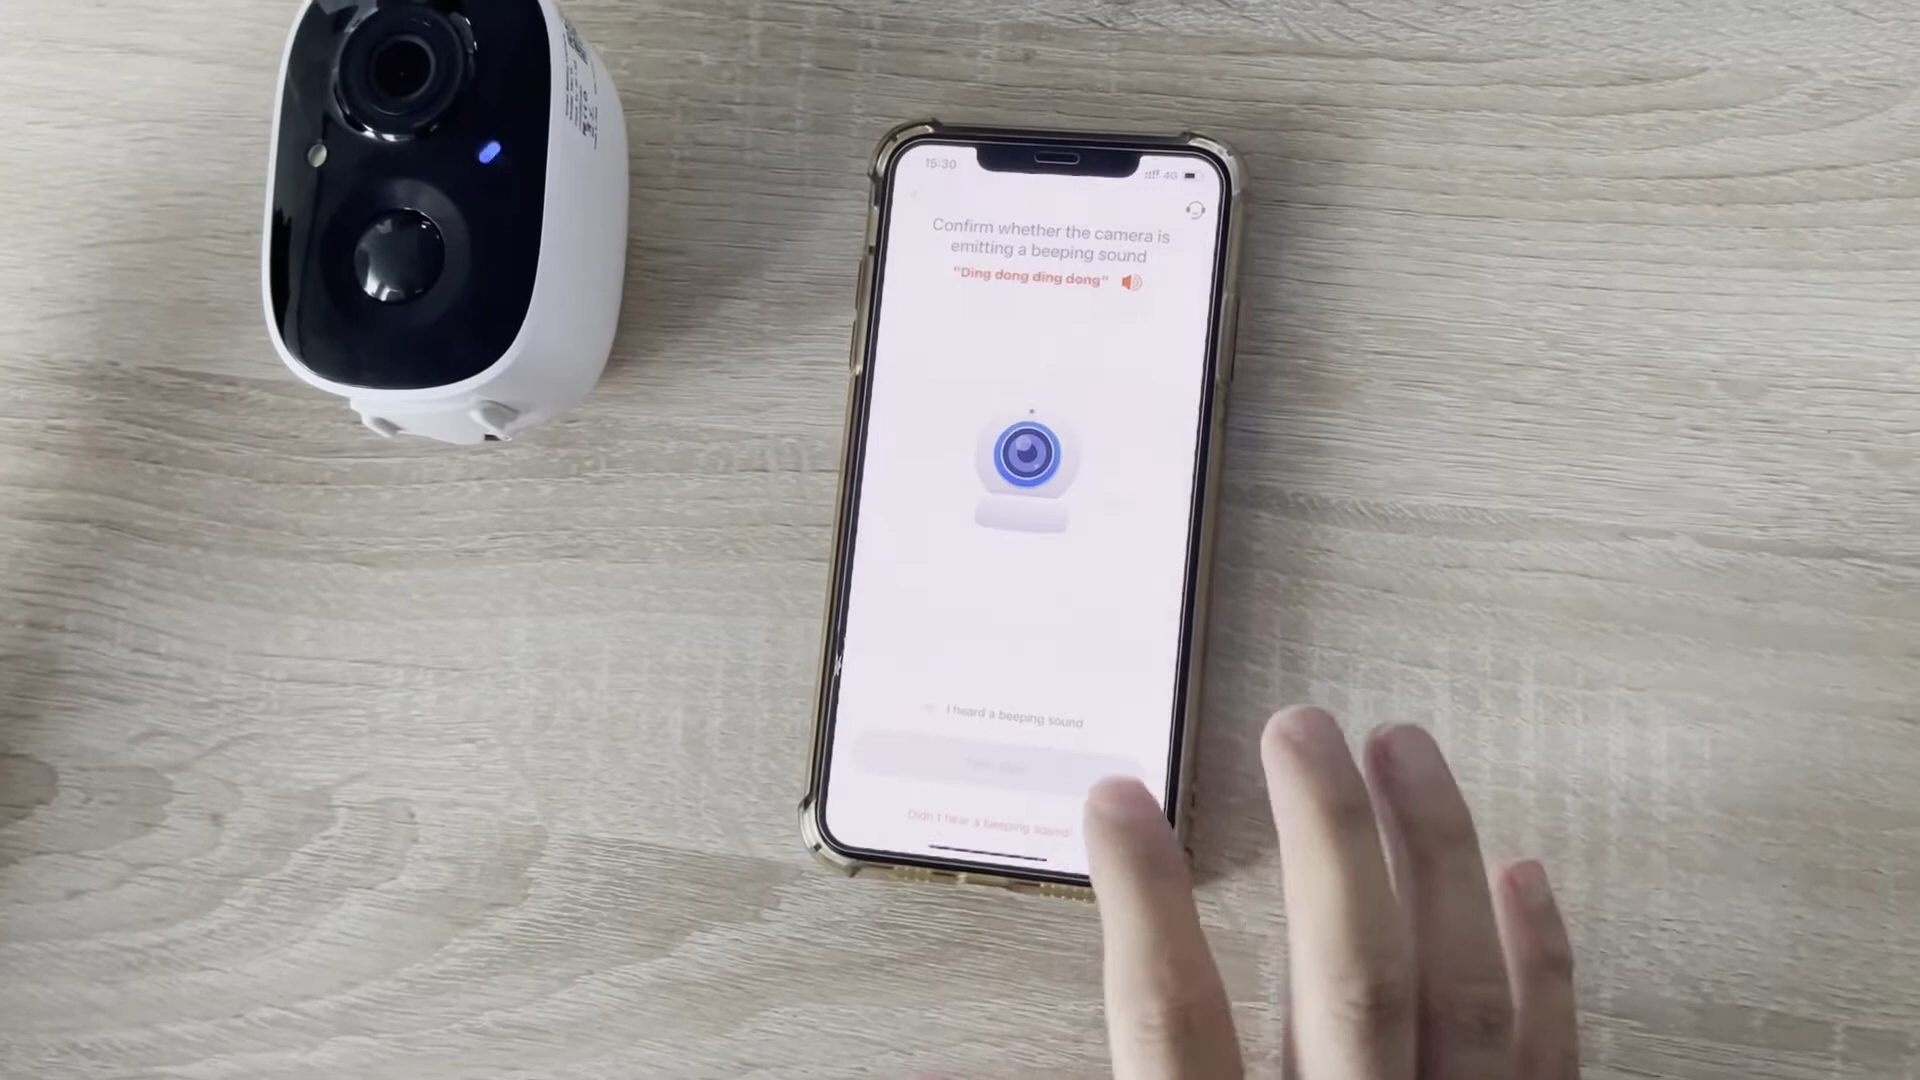 15:30
4G
Confirm whether the camera is
emitting a beeping sound
"Ding dong ding dong"
I heard a beeping sound
Didn't hear a beeping sound?